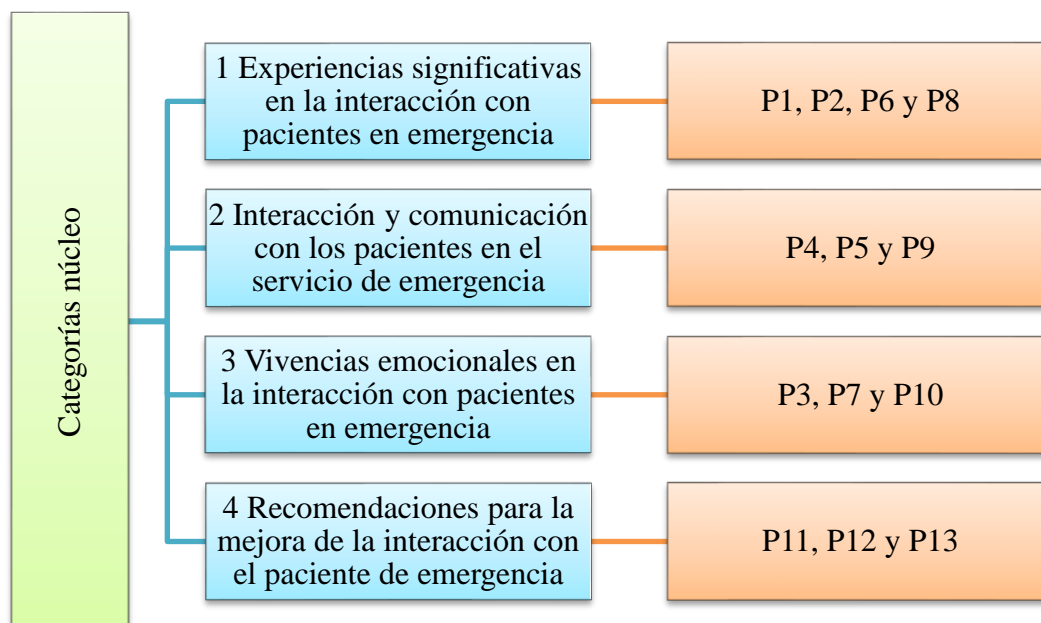 Categorías núcleo
1 Experiencias significativas
en la interacción con
pacientes en emergencia
P1, P2, P6 y P8
2 Interacción y comunicación
con los pacientes en el
servicio de emergencia
P4, P5 y P9
3 Vivencias emocionales en
la interacción con pacientes
en emergencia
P3, P7 y P10
4 Recomendaciones para la
mejora de la interacción con
el paciente de emergencia
P11, P12 y P13